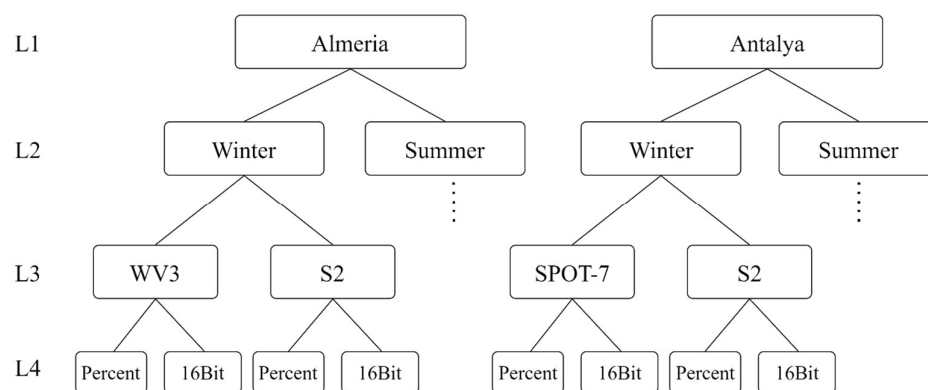 L1 Almeria Antalya
L2 Winter Summer Winter Summer
L3 WV3 S2 SPOT-7 S2
L4 Percent 16Bit Percent 16Bit Percent 16Bit Percent 16Bit